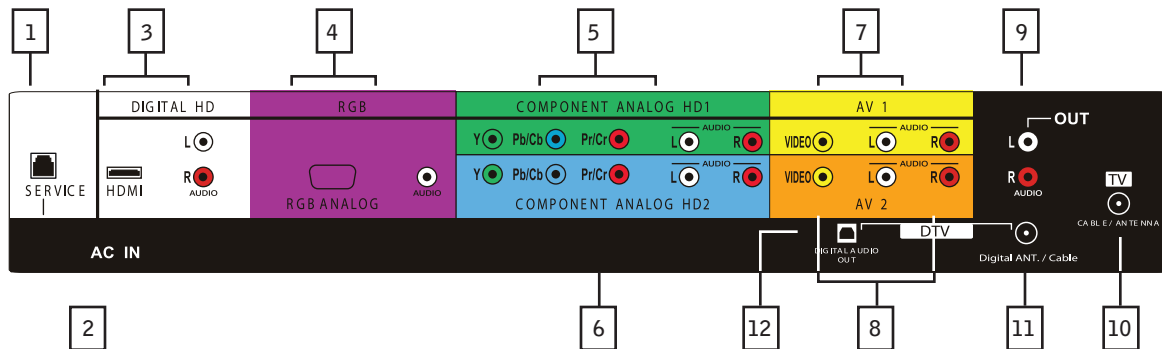 1 3 4 5 7 9
DIGITAL HD RGB COMPONENT ANALOG HD1 AV 1
OUT
L Y Pb/Cb Pr/Cr L AUDIO R VIDEO L AUDIO R L
SERVICE HDMI R AUDIO RGB ANALOG AUDIO Y Pb/Cb Pr/Cr L AUDIO R VIDEO L AUDIO R R AUDIO TV
COMPONENT ANALOG HD2 AV 2
CABLE/ANTENNA
DTV
AC IN DIGITAL AUDIO OUT Digital ANT. / Cable
2 6 12 8 11 10